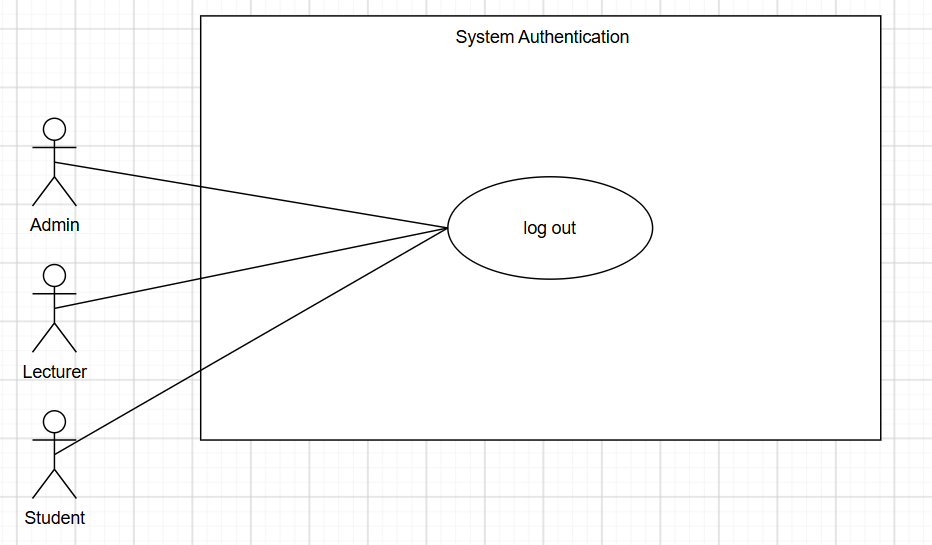 System Authentication
Admin
log out
Lecturer
Student